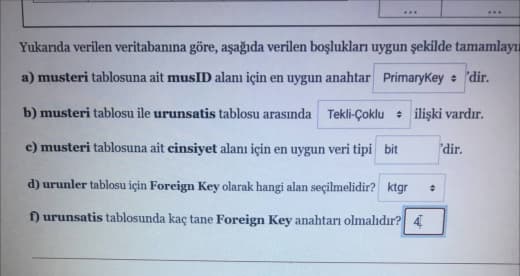 ... ...
Yukarıda verilen veritabanına göre, aşağıda verilen boşlukları uygun şekilde tamamlayı
a) musteri tablosuna ait musID alanı için en uygun anahtar PrimaryKey 'dir.
b) musteri tablosu ile urunsatis tablosu arasında Tekli-Çoklu ilişki vardır.
c) musteri tablosuna ait cinsiyet alanı için en uygun veri tipi bit 'dir.
d) urunler tablosu için Foreign Key olarak hangi alan seçilmelidir? ktgr
f) urunsatis tablosunda kaç tane Foreign Key anahtarı olmalıdır? 4